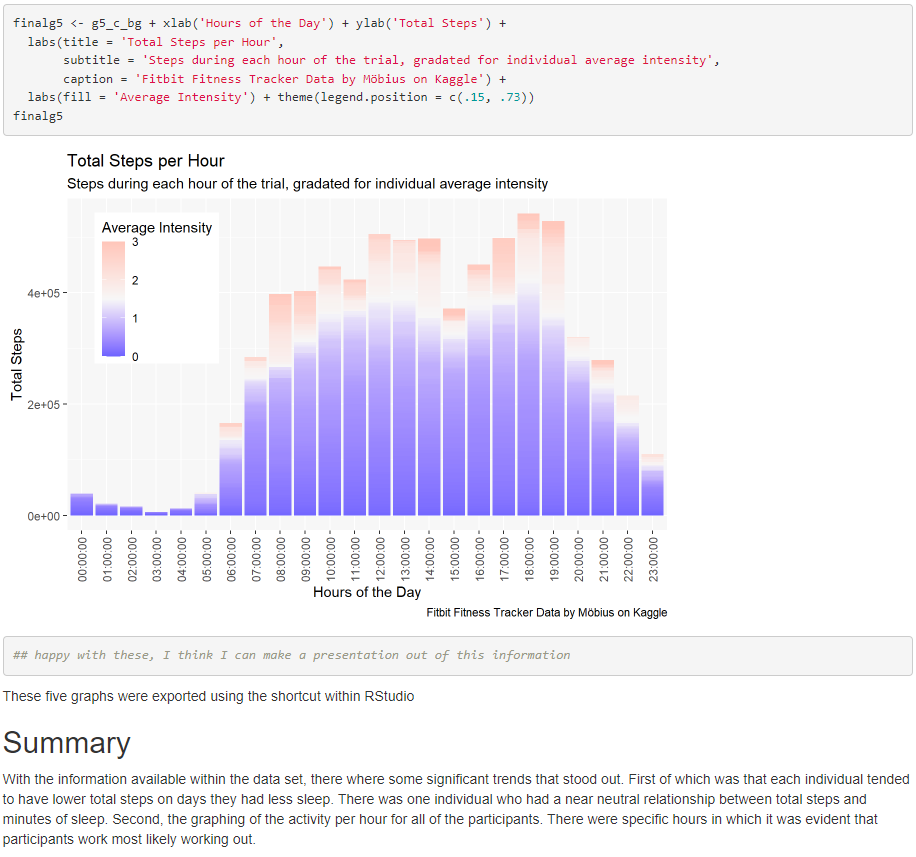 finalg5 <- g5_c_bg + xlab('Hours of the Day') + ylab('Total Steps') +
labs(title = 'Total Steps per Hour',
subtitle = 'Steps during each hour of the trial, gradated for individual average intensity',
caption = 'Fitbit Fitness Tracker Data by Möbius on Kaggle') +
labs(fill = 'Average Intensity') + theme(legend.position = c(.15, .73))
finalg5
Total Steps per Hour
Steps during each hour of the trial, gradated for individual average intensity
Average Intensity
3
2
1
0
Total Steps
4e+05
2e+05
0e+00
00:00:00
01:00:00
02:00:00
03:00:00
04:00:00
05:00:00
06:00:00
07:00:00
08:00:00
09:00:00
10:00:00
11:00:00
12:00:00
13:00:00
14:00:00
15:00:00
16:00:00
17:00:00
18:00:00
19:00:00
20:00:00
21:00:00
22:00:00
23:00:00
Hours of the Day
Fitbit Fitness Tracker Data by Möbius on Kaggle
## happy with these, I think I can make a presentation out of this information
These five graphs were exported using the shortcut within RStudio
Summary
With the information available within the data set, there where some significant trends that stood out. First of which was that each individual tended
to have lower total steps on days they had less sleep. There was one individual who had a near neutral relationship between total steps and
minutes of sleep. Second, the graphing of the activity per hour for all of the participants. There were specific hours in which it was evident that
participants work most likely working out.